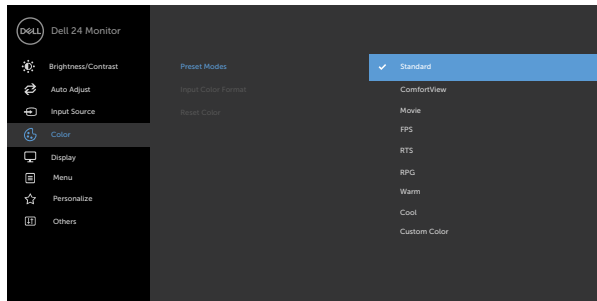 DELL
Dell 24 Monitor
Brightness/Contrast
Auto Adjust
Input Source
Color
Display
Menu
Personalize
Others
Preset Modes
Input Color Format
Reset Color
Standard
ComfortView
Movie
FPS
RTS
RPG
Warm
Cool
Custom Color